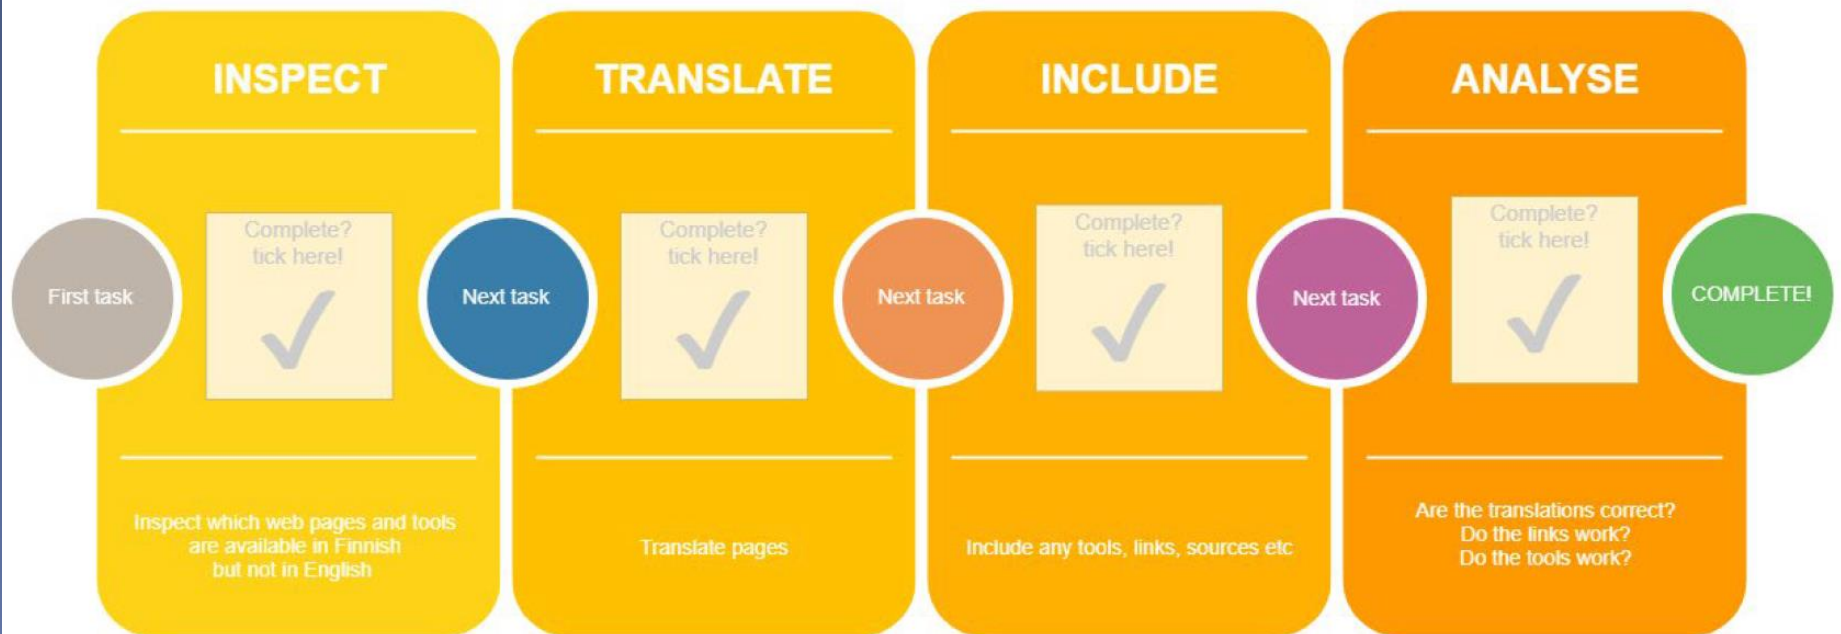 INSPECT
TRANSLATE
INCLUDE
ANALYSE
First task
Complete?
tick here!
Next task
Complete?
tick here!
Next task
Complete?
tick here!
Next task
Complete?
tick here!
COMPLETE!
Inspect which web pages and tools
are available in Finnish
but not in English
Translate pages
Include any tools, links, sources etc
Are the translations correct?
Do the links work?
Do the tools work?